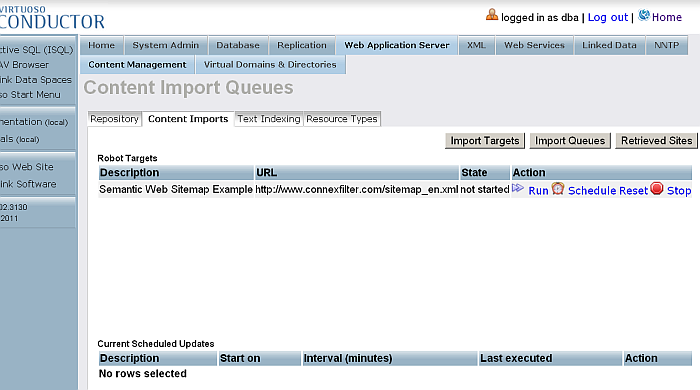 VIRTUOSO
CONDUCTOR
logged in as dba | Log out | Home
ctive SQL (ISQL)
AV Browser
ink Data Spaces
so Start Menu
mentation (local)
als (local)
so Web Site
ink Software
02.3130
2011
Home System Admin Database Replication Web Application Server XML Web Services Linked Data NNTP
Content Management Virtual Domains & Directories
Content Import Queues
Repository Content Imports Text Indexing Resource Types
Import Targets Import Queues Retrieved Sites
Robot Targets
Description URL State Action
Semantic Web Sitemap Example http://www.connexfilter.com/sitemap_en.xml not started Run Schedule Reset Stop
Current Scheduled Updates
Description Start on Interval (minutes) Last executed Action
No rows selected